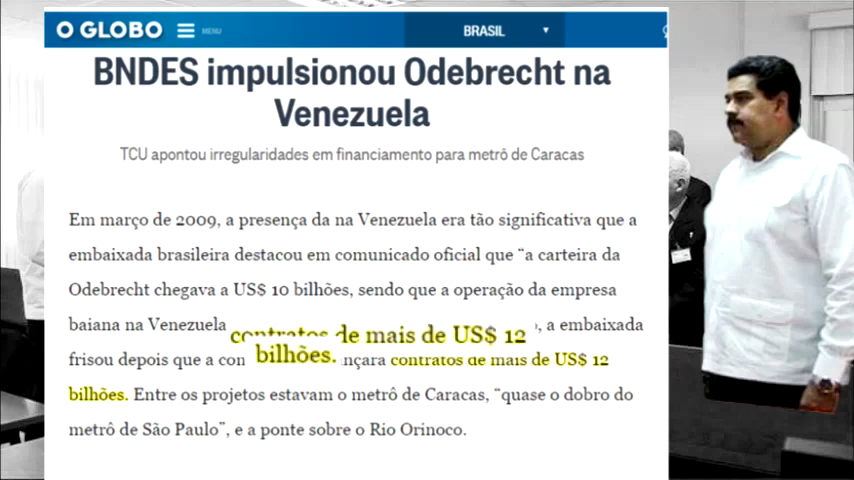 O GLOBO MENU BRASIL
BNDES impulsionou Odebrecht na
Venezuela
TCU apontou irregularidades em financiamento para metrô de Caracas
Em março de 2009, a presença da na Venezuela era tão significativa que a
embaixada brasileira destacou em comunicado oficial que “a carteira da
Odebrecht chegava a US$ 10 bilhões, sendo que a operação da empresa
baiana na Venezuela , a embaixada
contratos de mais de US$ 12
bilhões.
frisou depois que a con nçara contratos de mais de US$ 12
bilhões. Entre os projetos estavam o metrô de Caracas, “quase o dobro do
metrô de São Paulo”, e a ponte sobre o Rio Orinoco.